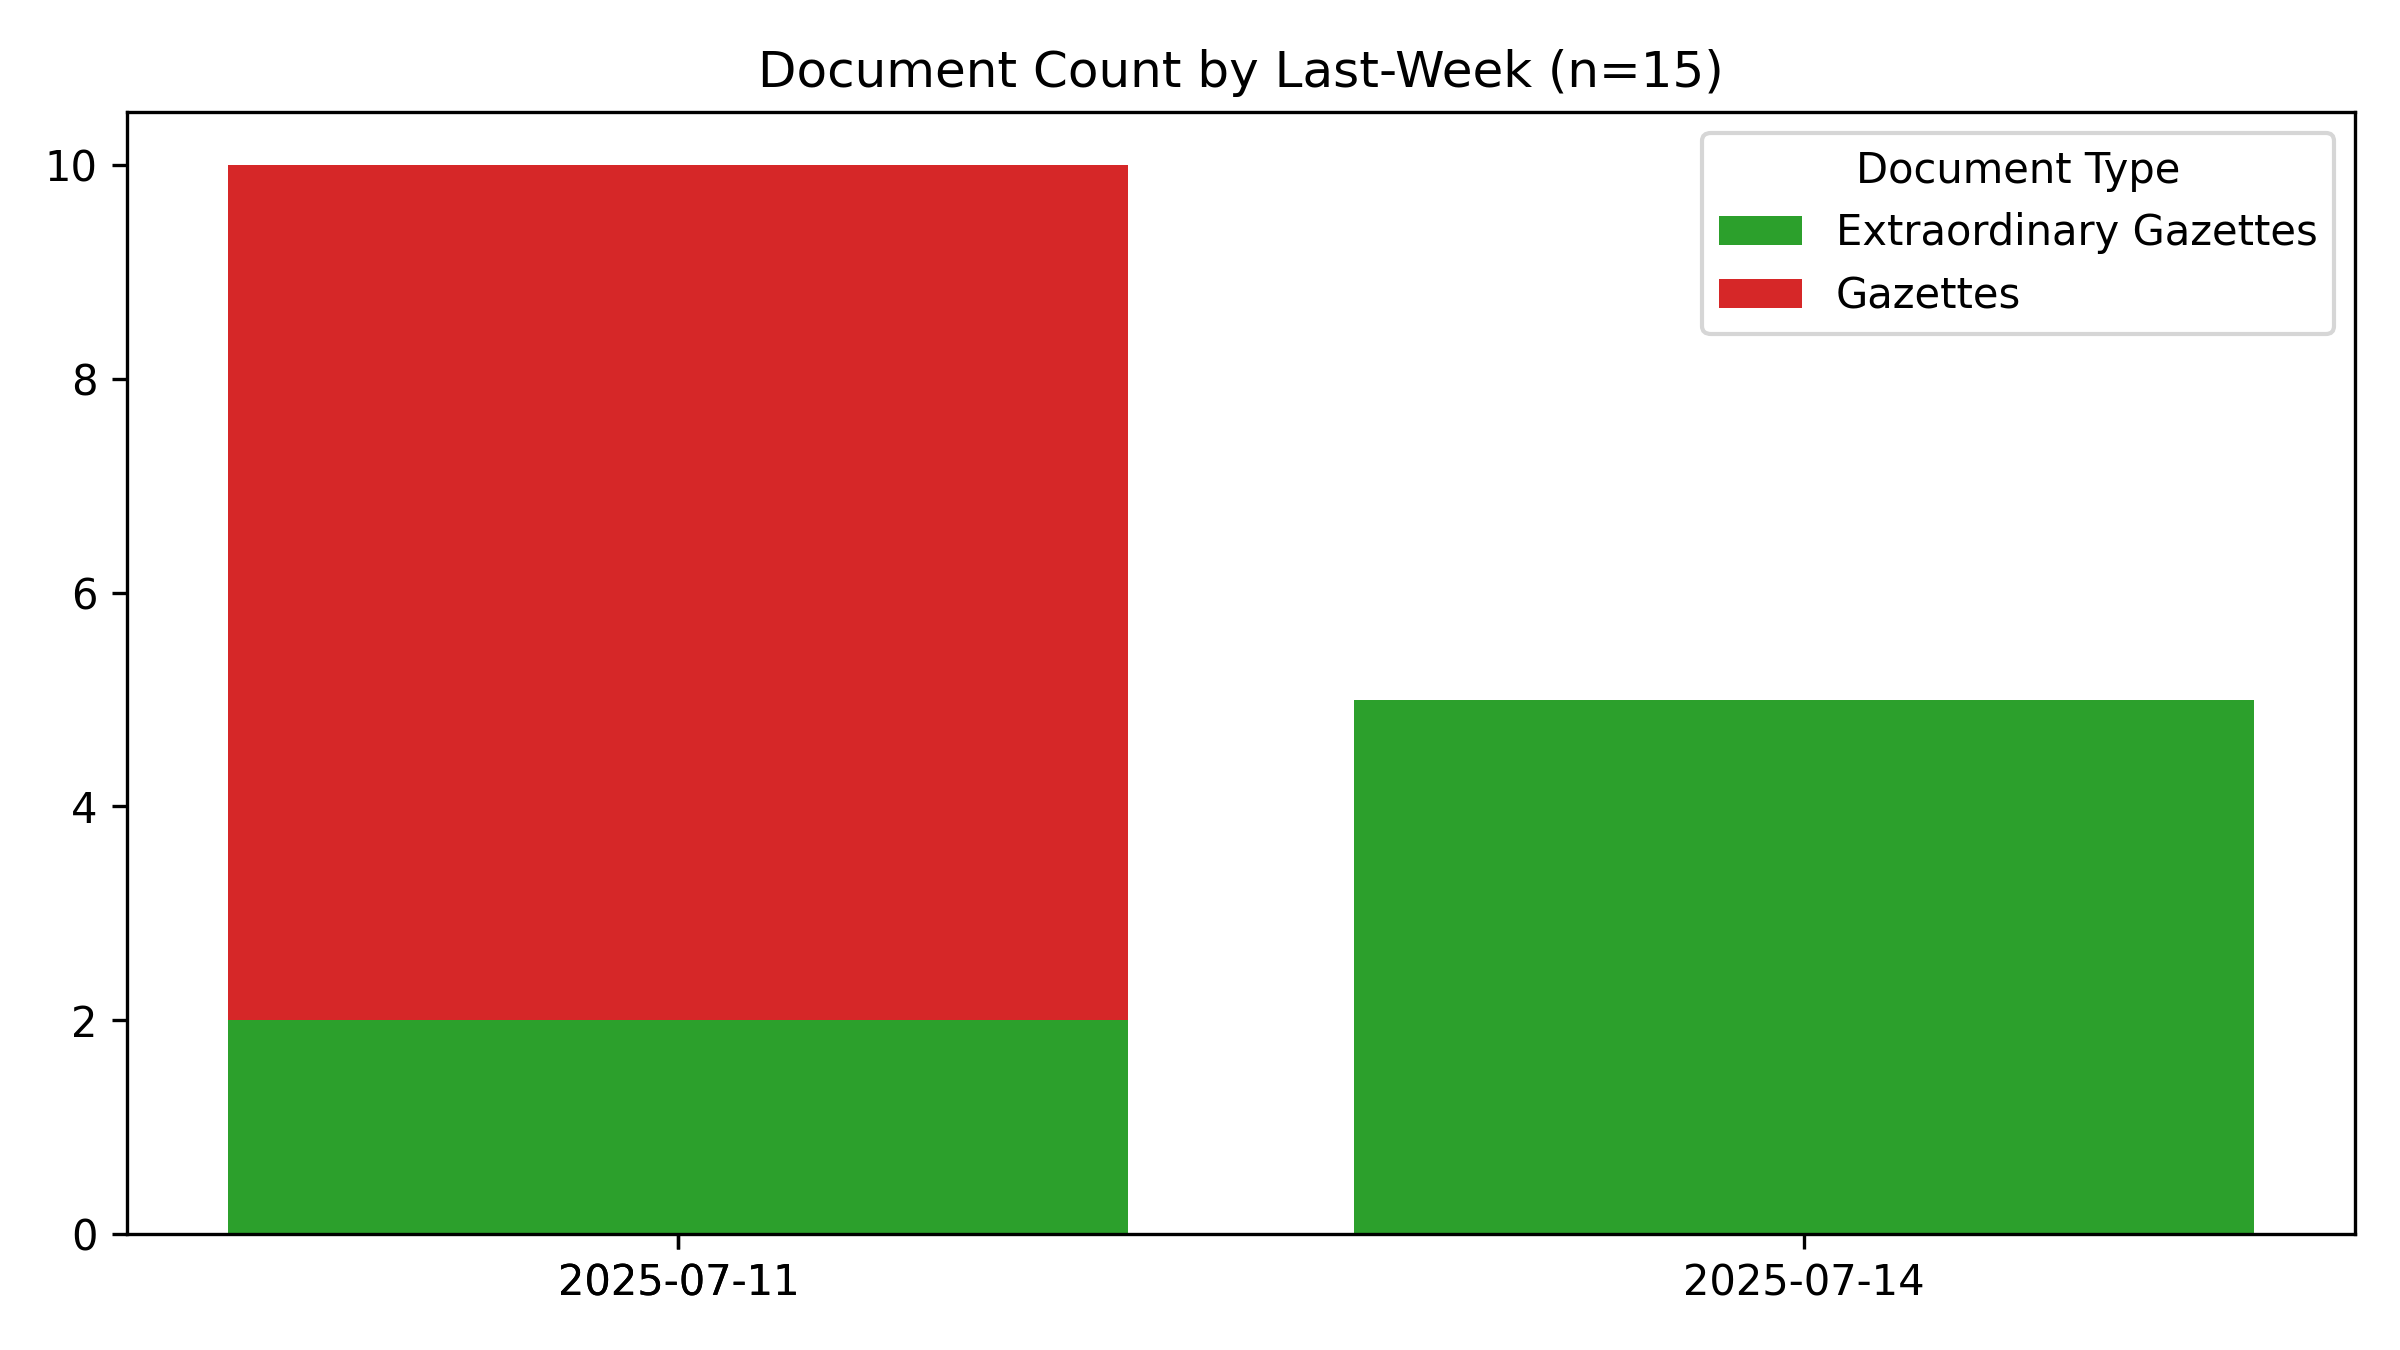 Document Count by Last-Week (n=15)
Document Type
Extraordinary Gazettes
Gazettes
10
8
6
4
2
0
2025-07-11
2025-07-14